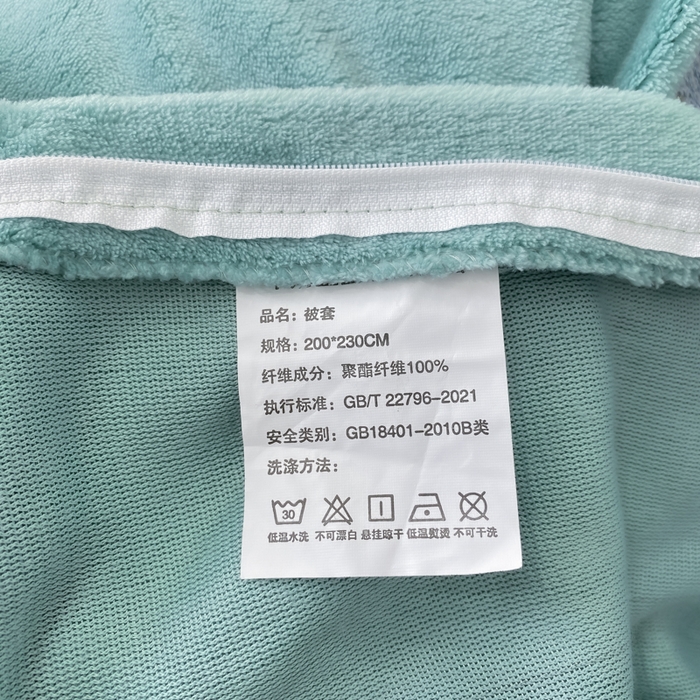 品名：被套
规格：200*230CM
纤维成分：聚酯纤维100%
执行标准：GB/T 22796-2021
安全类别：GB18401-2010B类
洗涤方法：
30
低温水洗 不可漂白 悬挂晾干 低温熨烫 不可干洗